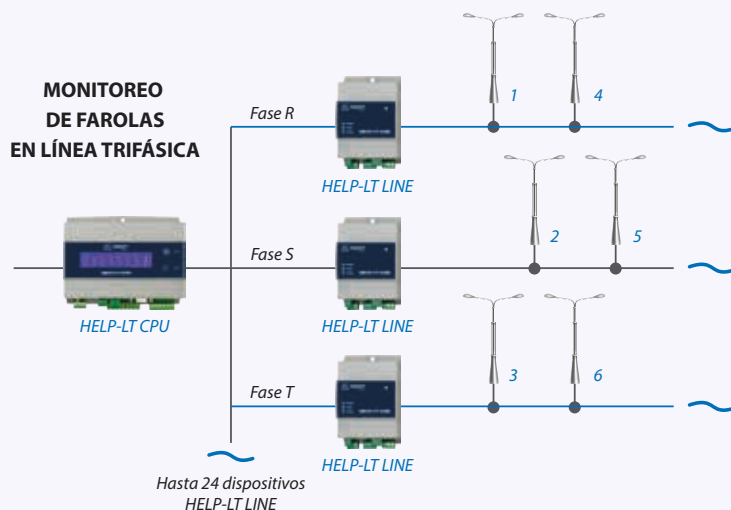 MONITOREO
DE FAROLAS
EN LÍNEA TRIFÁSICA
Fase R
HELP-LT LINE
1
4
HELP-LT CPU
Fase S
HELP-LT LINE
2
5
Fase T
HELP-LT LINE
3
6
Hasta 24 dispositivos
HELP-LT LINE